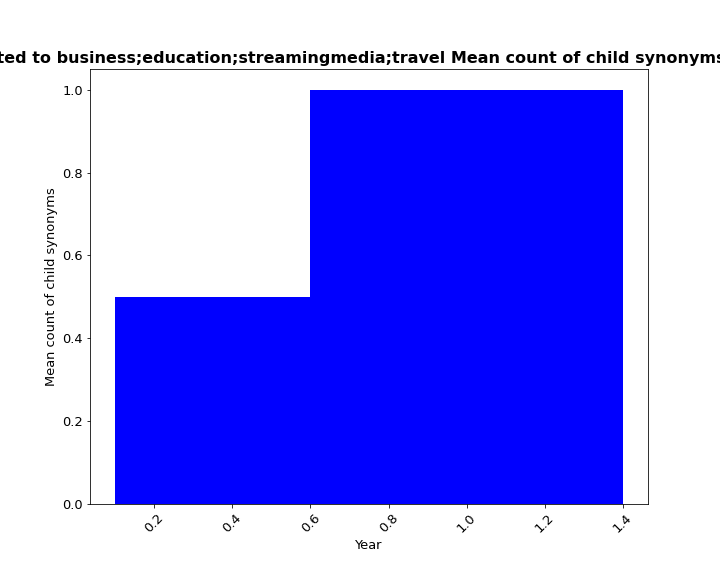 ted to business;education;streamingmedia;travel Mean count of child synonyms
Mean count of child synonyms
1.0
0.8
0.6
0.4
0.2
0.0
0.2 0.4 0.6 0.8 1.0 1.2 1.4
Year